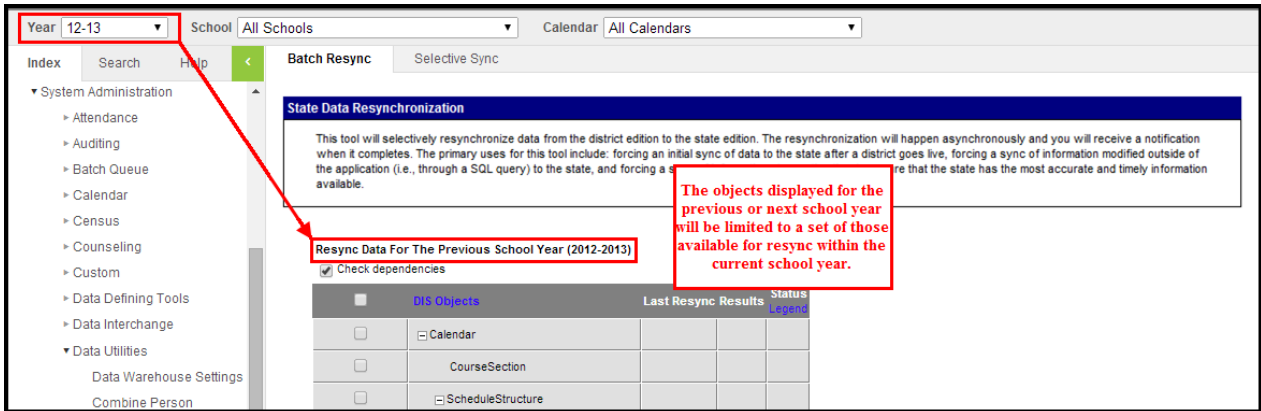 Year 12-13 School All Schools Calendar All Calendars
Index Search Help
Batch Resync Selective Sync
System Administration
Attendance
Auditing
Batch Queue
Calendar
Census
Counseling
Custom
Data Defining Tools
Data Interchange
Data Utilities
Data Warehouse Settings
Combine Person
State Data Resynchronization
This tool will selectively resynchronize data from the district edition to the state edition. The resynchronization will happen asynchronously and you will receive a notification
when it completes. The primary uses for this tool include: forcing an initial sync of data to the state after a district goes live, forcing a sync of information modified outside of
the application (i.e., through a SQL query) to the state, and forcing a s re that the state has the most accurate and timely information
available.
The objects displayed for the
previous or next school year
will be limited to a set of those
available for resync within the
current school year.
Resync Data For The Previous School Year (2012-2013)
Check dependencies
DIS Objects Last Resync Results Status
Legend
Calendar
CourseSection
ScheduleStructure